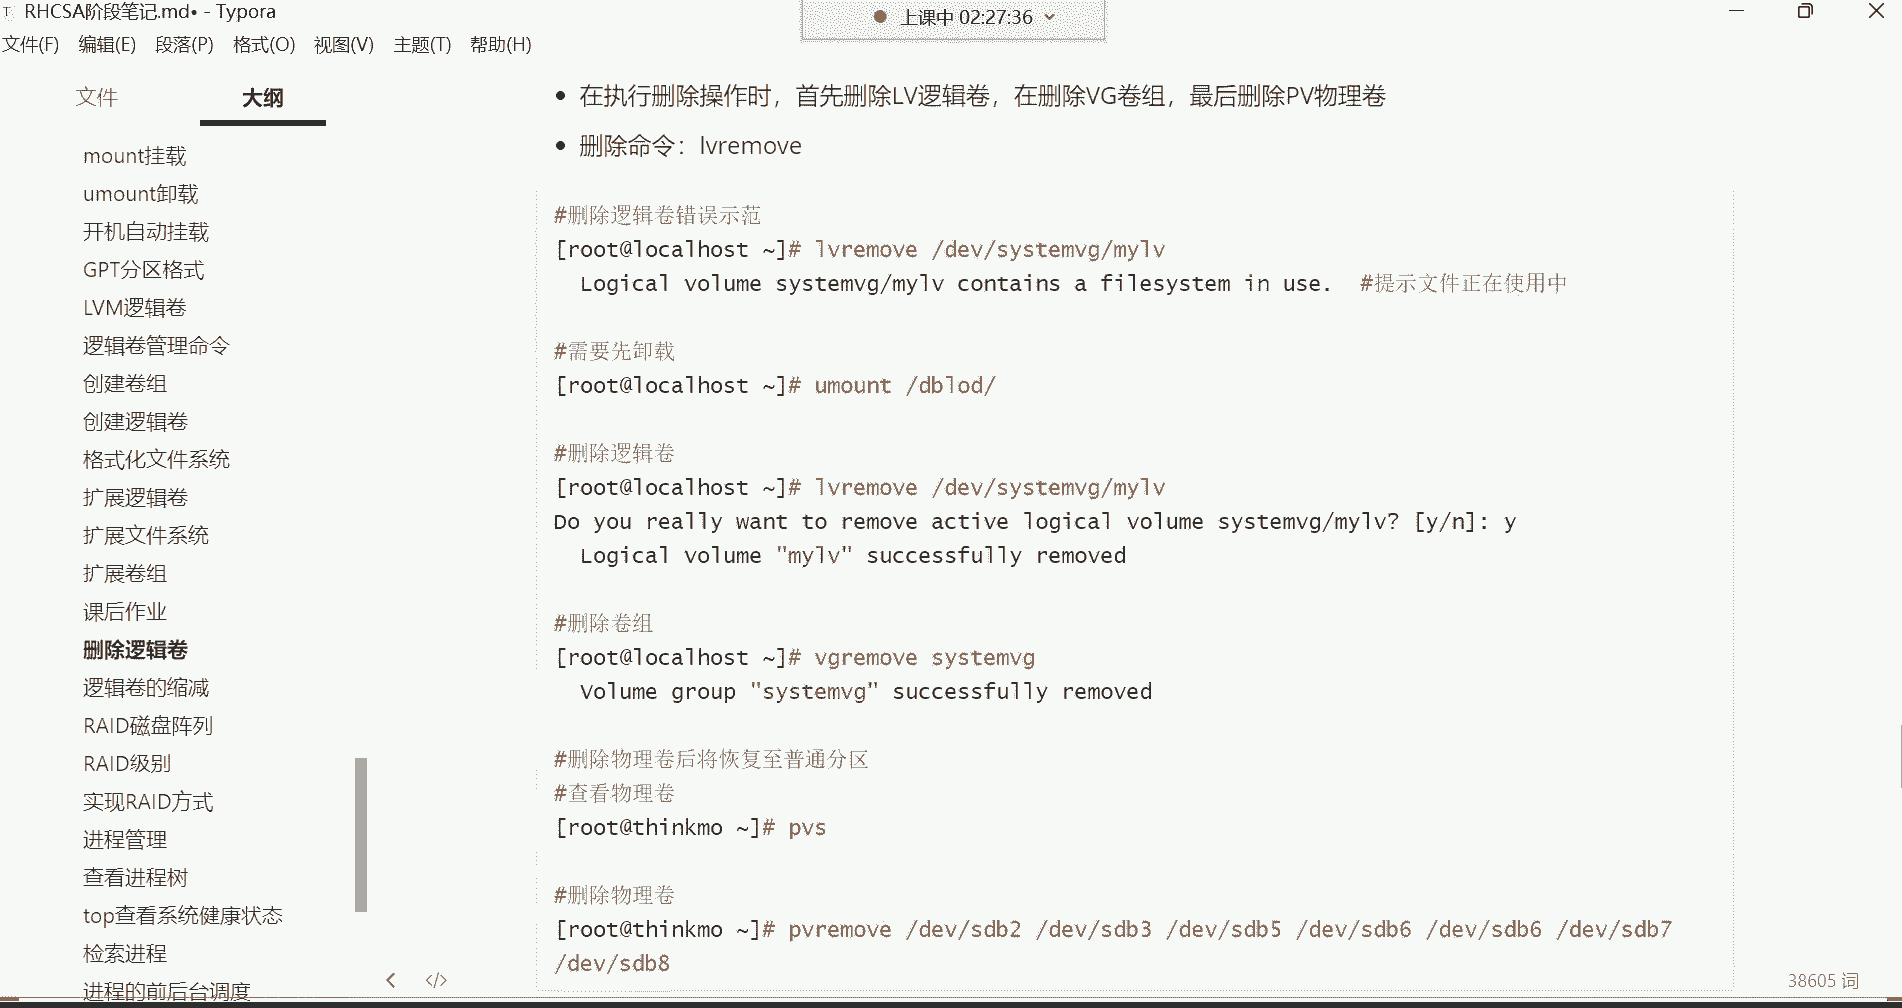 RHCSA阶段笔记.md• - Typora
上课中 02:27:36
文件(F) 编辑(E) 段落(P) 格式(O) 视图(V) 主题(T) 帮助(H)
文件 大纲
mount挂载
umount卸载
开机自动挂载
GPT分区格式
LVM逻辑卷
逻辑卷管理命令
创建卷组
创建逻辑卷
格式化文件系统
扩展逻辑卷
扩展文件系统
扩展卷组
课后作业
删除逻辑卷
逻辑卷的缩减
RAID磁盘阵列
RAID级别
实现RAID方式
进程管理
查看进程树
top查看系统健康状态
检索进程
进程的前后台调度
• 在执行删除操作时，首先删除LV逻辑卷，在删除VG卷组，最后删除PV物理卷
• 删除命令：lvremove
#删除逻辑卷错误示范
[root@localhost ~]# lvremove /dev/systemvg/mylv
Logical volume systemvg/mylv contains a filesystem in use. #提示文件正在使用中
#需要先卸载
[root@localhost ~]# umount /dblod/
#删除逻辑卷
[root@localhost ~]# lvremove /dev/systemvg/mylv
Do you really want to remove active logical volume systemvg/mylv? [y/n]: y
Logical volume "mylv" successfully removed
#删除卷组
[root@localhost ~]# vgremove systemvg
Volume group "systemvg" successfully removed
#删除物理卷后将恢复至普通分区
#查看物理卷
[root@thinkmo ~]# pvs
#删除物理卷
[root@thinkmo ~]# pvremove /dev/sdb2 /dev/sdb3 /dev/sdb5 /dev/sdb6 /dev/sdb6 /dev/sdb7
/dev/sdb8
38605 词